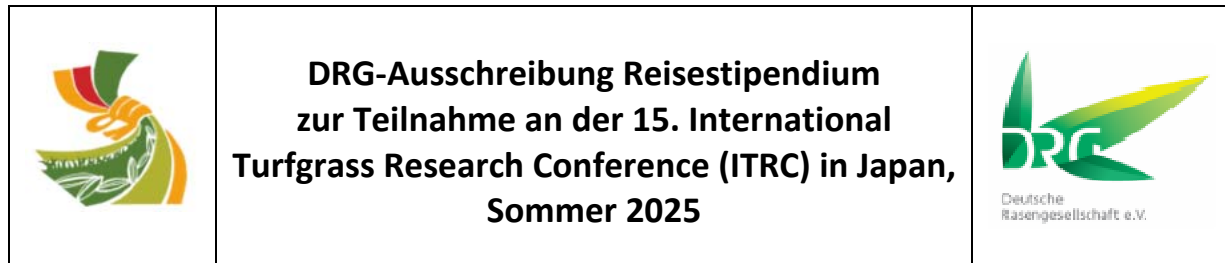 DRG-Ausschreibung Reisestipendium
zur Teilnahme an der 15. International
Turfgrass Research Conference (ITRC) in Japan,
Sommer 2025
DRG
Deutsche
Rasengesellschaft e.V.